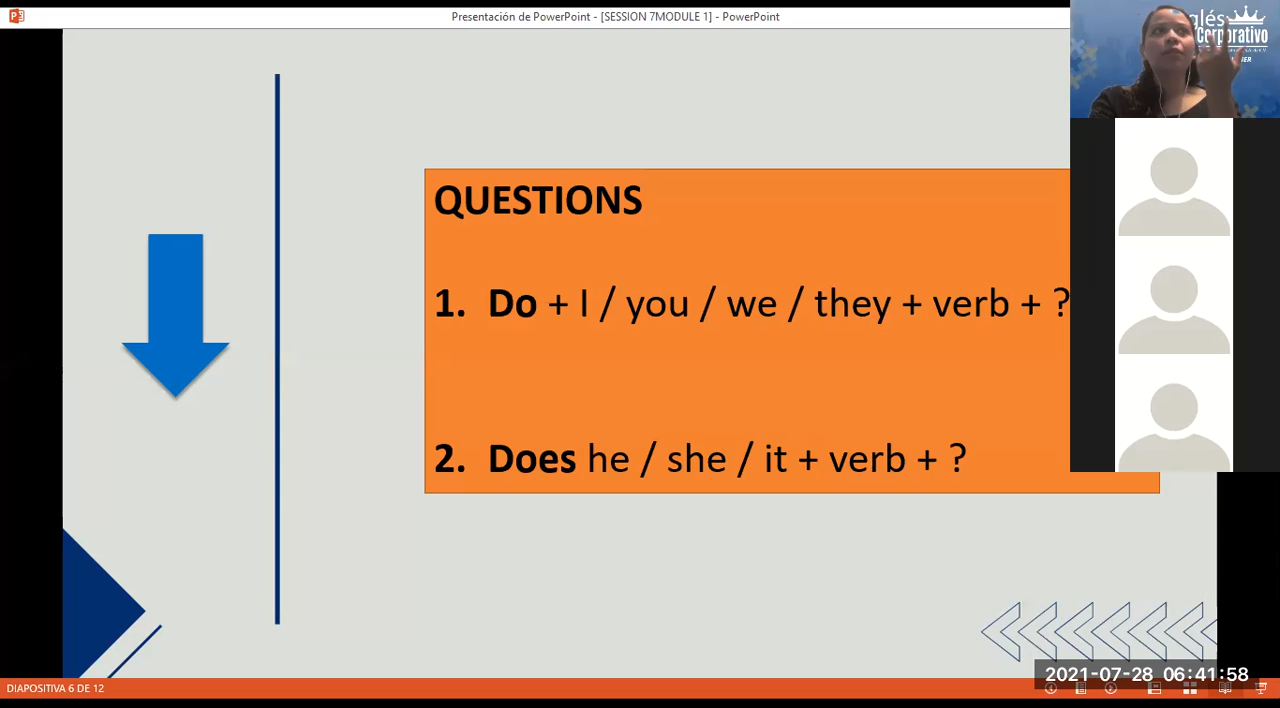 Presentación de PowerPoint - [SESSION 7MODULE 1] - PowerPoint
Corporativo
QUESTIONS
1. Do + I / you / we / they + verb + ?
2. Does he / she / it + verb + ?
2021-07-28 06:41:58
DIAPOSITIVA 6 DE 12